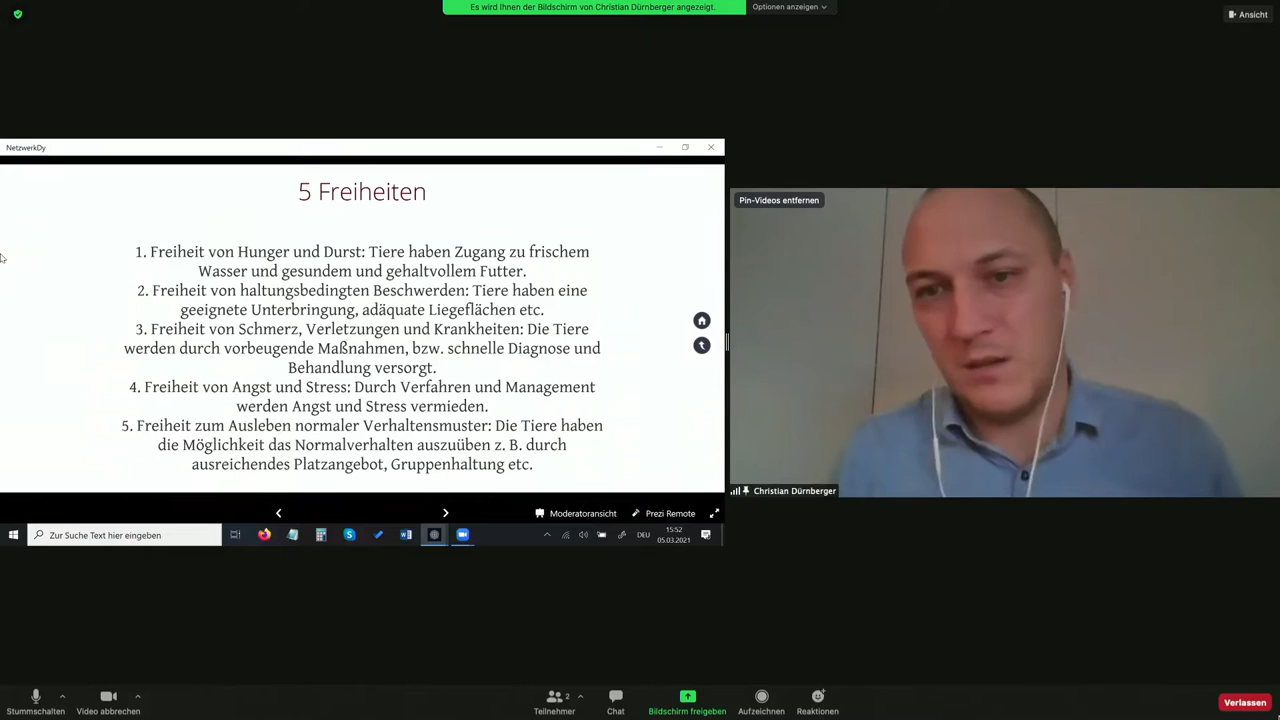 Es wird Ihnen der Bildschirm von Christian Dürnberger angezeigt.
Optionen anzeigen
Ansicht
NetzwerkDy
5 Freiheiten
1. Freiheit von Hunger und Durst: Tiere haben Zugang zu frischem
Wasser und gesundem und gehaltvollem Futter.
2. Freiheit von haltungsbedingten Beschwerden: Tiere haben eine
geeignete Unterbringung, adäquate Liegeflächen etc.
3. Freiheit von Schmerz, Verletzungen und Krankheiten: Die Tiere
werden durch vorbeugende Maßnahmen, bzw. schnelle Diagnose und
Behandlung versorgt.
4. Freiheit von Angst und Stress: Durch Verfahren und Management
werden Angst und Stress vermieden.
5. Freiheit zum Ausleben normaler Verhaltensmuster: Die Tiere haben
die Möglichkeit das Normalverhalten auszuüben z. B. durch
ausreichendes Platzangebot, Gruppenhaltung etc.
Moderatoransicht
Prezi Remote
Zur Suche Text hier eingeben
DEU
15:52
05.03.2021
Pin-Videos entfernen
Christian Dürnberger
Stummschalten
Video abbrechen
2
Teilnehmer
Chat
Bildschirm freigeben
Aufzeichnen
Reaktionen
Verlassen